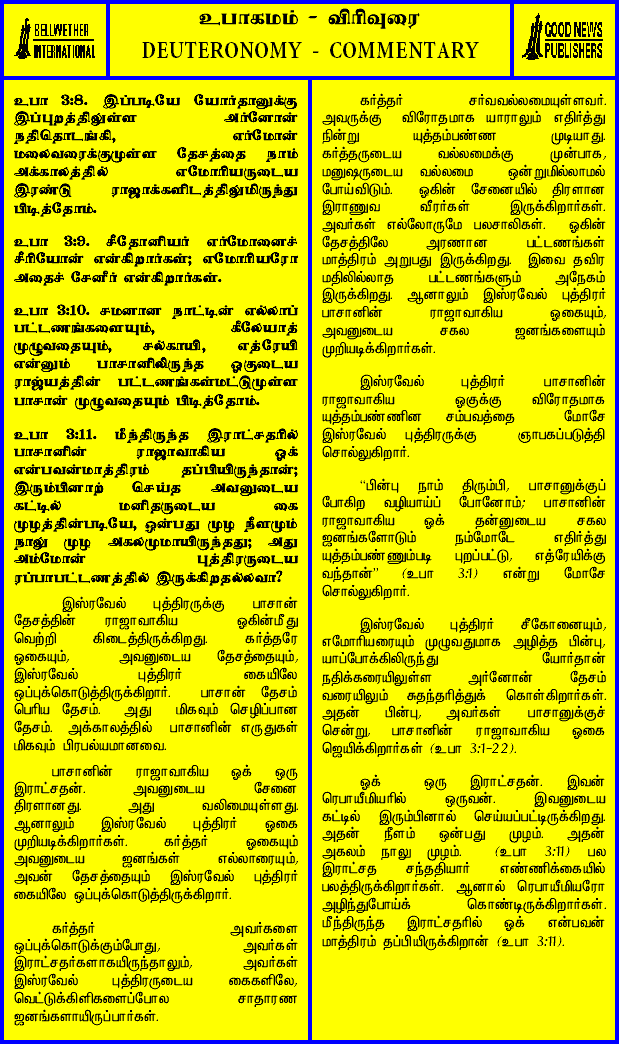 BELLWETHER
INTERNATIONAL
உபாகமம் - விரிவுரை
DEUTERONOMY - COMMENTARY
GOOD NEWS
PUBLISHERS
உபா 3:8. இப்படியே யோர்தானுக்கு
இப்புறத்திலுள்ள அர்னோன்
நதிதொடங்கி, எர்மோன்
மலைவரைக்குமுள்ள தேசத்தை நாம்
அக்காலத்தில் எமோரியருடைய
இரண்டு ராஜாக்களிடத்திலுமிருந்து
பிடித்தோம்.
உபா 3:9. சீதோனியர் எர்மோனைச்
சீரியோன் என்கிறார்கள்; எமோரியரோ
அதைச் சேனீர் என்கிறார்கள்.
உபா 3:10. சமனான நாட்டின் எல்லாப்
பட்டணங்களையும், கீலேயாத்
முழுவதையும், சல்காயி, எத்ரேயி
என்னும் பாசானிலிருந்த ஓகுடைய
ராஜ்யத்தின் பட்டணங்கள்மட்டுமுள்ள
பாசான் முழுவதையும் பிடித்தோம்.
உபா 3:11. மீந்திருந்த இராட்சதரில்
பாசானின் ராஜாவாகிய ஓக்
என்பவன்மாத்திரம் தப்பியிருந்தான்;
இரும்பினாற் செய்த அவனுடைய
கட்டில் மனிதருடைய கை
முழத்தின்படியே, ஒன்பது முழ நீளமும்
நாலு முழ அகலமுமாயிருந்தது; அது
அம்மோன் புத்திரருடைய
ரப்பாபட்டணத்தில் இருக்கிறதல்லவா?
இஸ்ரவேல் புத்திரருக்கு பாசான்
தேசத்தின் ராஜாவாகிய ஓகின்மீது
வெற்றி கிடைத்திருக்கிறது. கர்த்தரே
ஓகையும், அவனுடைய தேசத்தையும்,
இஸ்ரவேல் புத்திரர் கையிலே
ஒப்புக்கொடுத்திருக்கிறார். பாசான் தேசம்
பெரிய தேசம். அது மிகவும் செழிப்பான
தேசம். அக்காலத்தில் பாசானின் எருதுகள்
மிகவும் பிரபல்யமானவை.
பாசானின் ராஜாவாகிய ஓக் ஒரு
இராட்சதன். அவனுடைய சேனை
திரளானது. அது வலிமையுள்ளது.
ஆனாலும் இஸ்ரவேல் புத்திரர் ஓகை
முறியடிக்கிறார்கள். கர்த்தர் ஓகையும்
அவனுடைய ஜனங்கள் எல்லாரையும்,
அவன் தேசத்தையும் இஸ்ரவேல் புத்திரர்
கையிலே ஒப்புக்கொடுத்திருக்கிறார்.
கர்த்தர் அவர்களை
ஒப்புக்கொடுக்கும்போது, அவர்கள்
இராட்சதர்களாகயிருந்தாலும், அவர்கள்
இஸ்ரவேல் புத்திரருடைய கைகளிலே,
வெட்டுக்கிளிகளைப்போல சாதாரண
ஜனங்களாயிருப்பார்கள்.
கர்த்தர் சர்வவல்லமையுள்ளவர்.
அவருக்கு விரோதமாக யாராலும் எதிர்த்து
நின்று யுத்தம்பண்ண முடியாது.
கர்த்தருடைய வல்லமைக்கு முன்பாக,
மனுஷருடைய வல்லமை ஒன்றுமில்லாமல்
போய்விடும். ஓகின் சேனையில் திரளான
இராணுவ வீரர்கள் இருக்கிறார்கள்.
அவர்கள் எல்லோருமே பலசாலிகள். ஓகின்
தேசத்திலே அரணான பட்டணங்கள்
மாத்திரம் அறுபது இருக்கிறது. இவை தவிர
மதிலில்லாத பட்டணங்களும் அநேகம்
இருக்கிறது. ஆனாலும் இஸ்ரவேல் புத்திரர்
பாசானின் ராஜாவாகிய ஓகையும்,
அவனுடைய சகல ஜனங்களையும்
முறியடிக்கிறார்கள்.
இஸ்ரவேல் புத்திரர் பாசானின்
ராஜாவாகிய ஓகுக்கு விரோதமாக
யுத்தம்பண்ணின சம்பவத்தை மோசே
இஸ்ரவேல் புத்திரருக்கு ஞாபகப்படுத்தி
சொல்லுகிறார்.
“பின்பு நாம் திரும்பி, பாசானுக்குப்
போகிற வழியாய்ப் போனோம்; பாசானின்
ராஜாவாகிய ஓக் தன்னுடைய சகல
ஜனங்களோடும் நம்மோடே எதிர்த்து
யுத்தம்பண்ணும்படி புறப்பட்டு, எத்ரேயிக்கு
வந்தான்” (உபா 3:1) என்று மோசே
சொல்லுகிறார்.
இஸ்ரவேல் புத்திரர் சீகோனையும்,
எமோரியரையும் முழுவதுமாக அழித்த பின்பு,
யாப்போக்கிலிருந்து யோர்தான்
நதிக்கரையிலுள்ள அர்னோன் தேசம்
வரையிலும் சுதந்தரித்துக் கொள்கிறார்கள்.
அதன் பின்பு, அவர்கள் பாசானுக்குச்
சென்று, பாசானின் ராஜாவாகிய ஓகை
ஜெயிக்கிறார்கள் (உபா 3:1-22).
ஓக் ஒரு இராட்சதன். இவன்
ரெபாயீமியரில் ஒருவன். இவனுடைய
கட்டில் இரும்பினால் செய்யப்பட்டிருக்கிறது.
அதன் நீளம் ஒன்பது முழம். அதன்
அகலம் நாலு முழம். (உபா 3:11) பல
இராட்சத சந்ததியார் எண்ணிக்கையில்
பலத்திருக்கிறார்கள். ஆனால் ரெபாயீமியரோ
அழிந்துபோய்க் கொண்டிருக்கிறார்கள்.
மீந்திருந்த இராட்சதரில் ஓக் என்பவன்
மாத்திரம் தப்பியிருக்கிறான் (உபா 3:11).